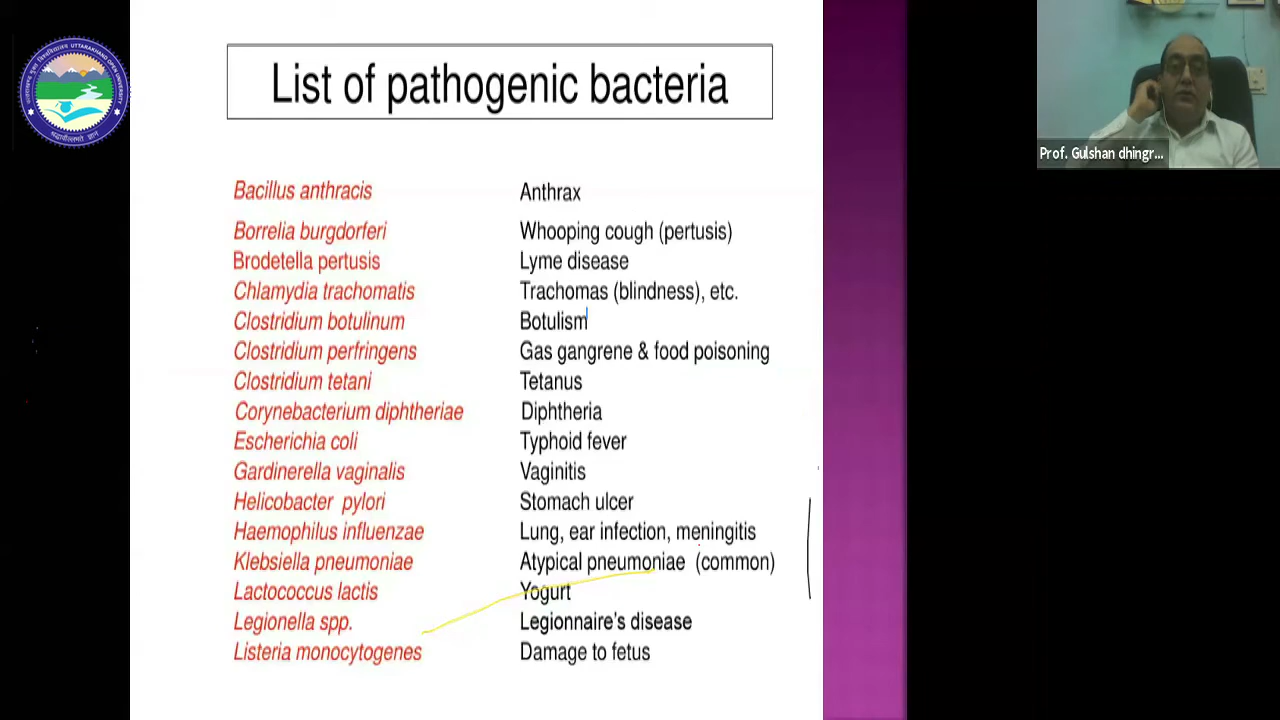 List of pathogenic bacteria
Prof. Gulshan dhingr...
Bacillus anthracis Anthrax
Borrelia burgdorferi Whooping cough (pertusis)
Brodetella pertusis Lyme disease
Chlamydia trachomatis Trachomas (blindness), etc.
Clostridium botulinum Botulism
Clostridium perfringens Gas gangrene & food poisoning
Clostridium tetani Tetanus
Corynebacterium diphtheriae Diphtheria
Escherichia coli Typhoid fever
Gardinerella vaginalis Vaginitis
Helicobacter pylori Stomach ulcer
Haemophilus influenzae Lung, ear infection, meningitis
Klebsiella pneumoniae Atypical pneumoniae (common)
Lactococcus lactis Yogurt
Legionella spp. Legionnaire's disease
Listeria monocytogenes Damage to fetus
UTTARAKHAND OPEN UNIVERSITY